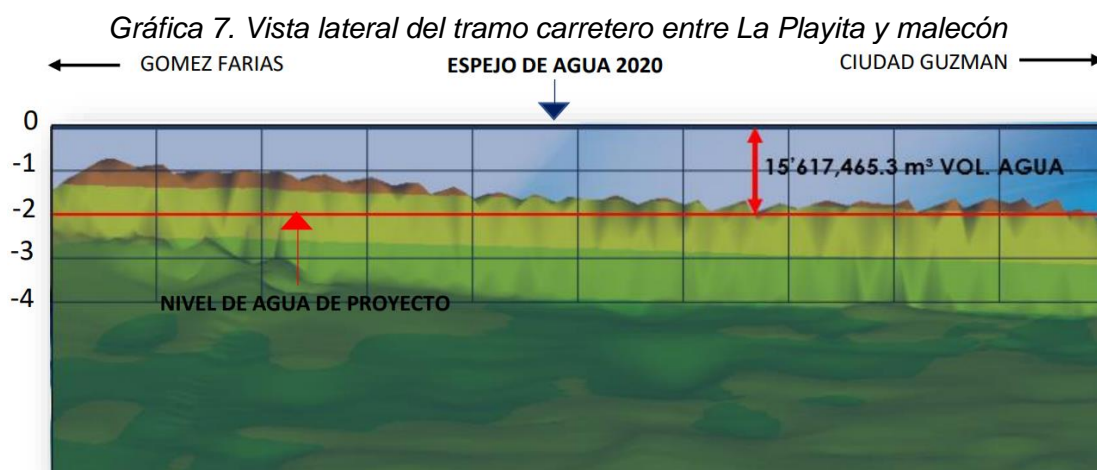 Gráfica 7. Vista lateral del tramo carretero entre La Playita y malecón
GOMEZ FARIAS
ESPEJO DE AGUA 2020
CIUDAD GUZMAN
0
-1
15'617,465.3 m³ VOL. AGUA
-2
-3
NIVEL DE AGUA DE PROYECTO
-4